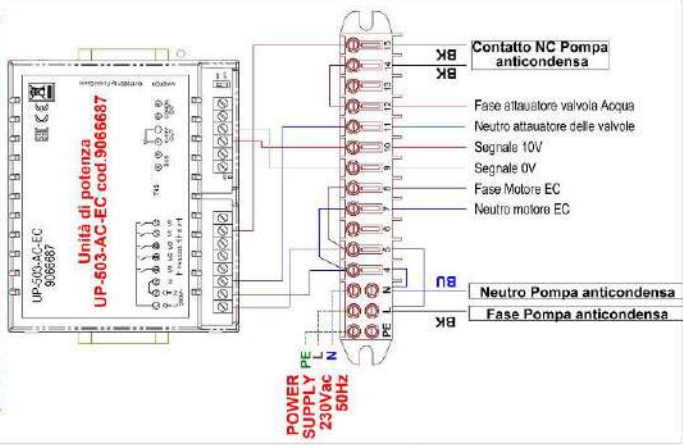 UP-503-AC-EC
9066687
Unità di potenza
UP-503-AC-EC cod.9066687
T4S
BK
BK
Contatto NC Pompa
anticondensa
15
14
13
12
11
10
9
8
7
6
5
4
N
L
PE
Fase attauatore valvola Acqua
Neutro attauatore delle valvole
Segnale 10V
Segnale 0V
Fase Motore EC
Neutro motore EC
BU
Neutro Pompa anticondensa
Fase Pompa anticondensa
BK
PE
L
N
POWER
SUPPLY
230Vac
50Hz